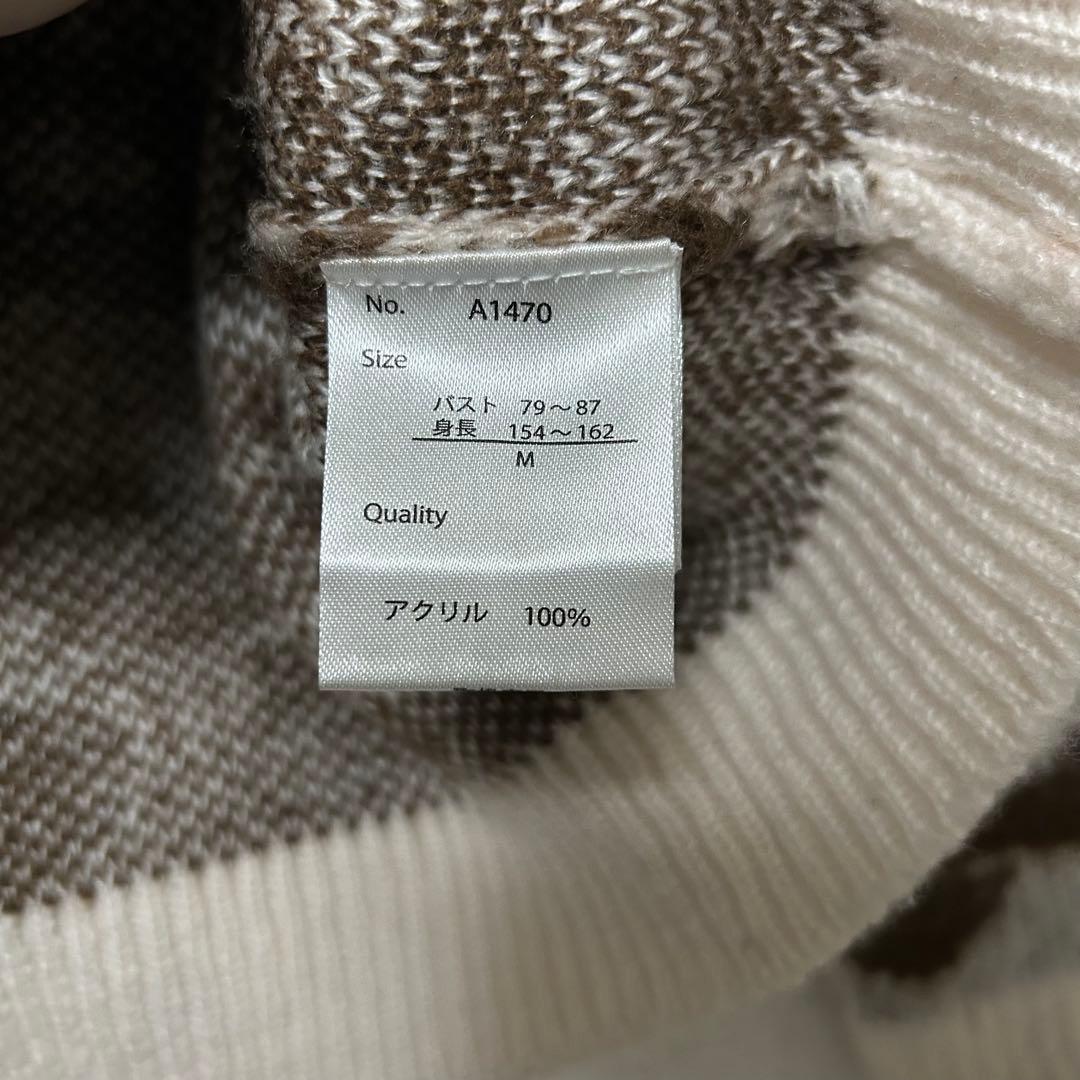 No. A1470
Size
バスト 79～87
身長 154～162
M
Quality
アクリル 100%